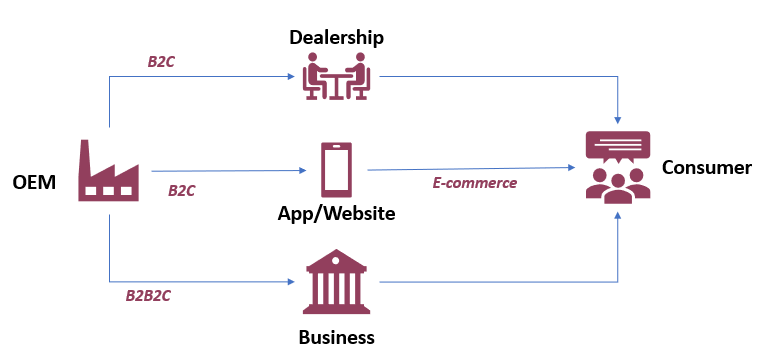 Dealership
B2C
OEM
B2C
App/Website
E-commerce
Consumer
B2B2C
Business